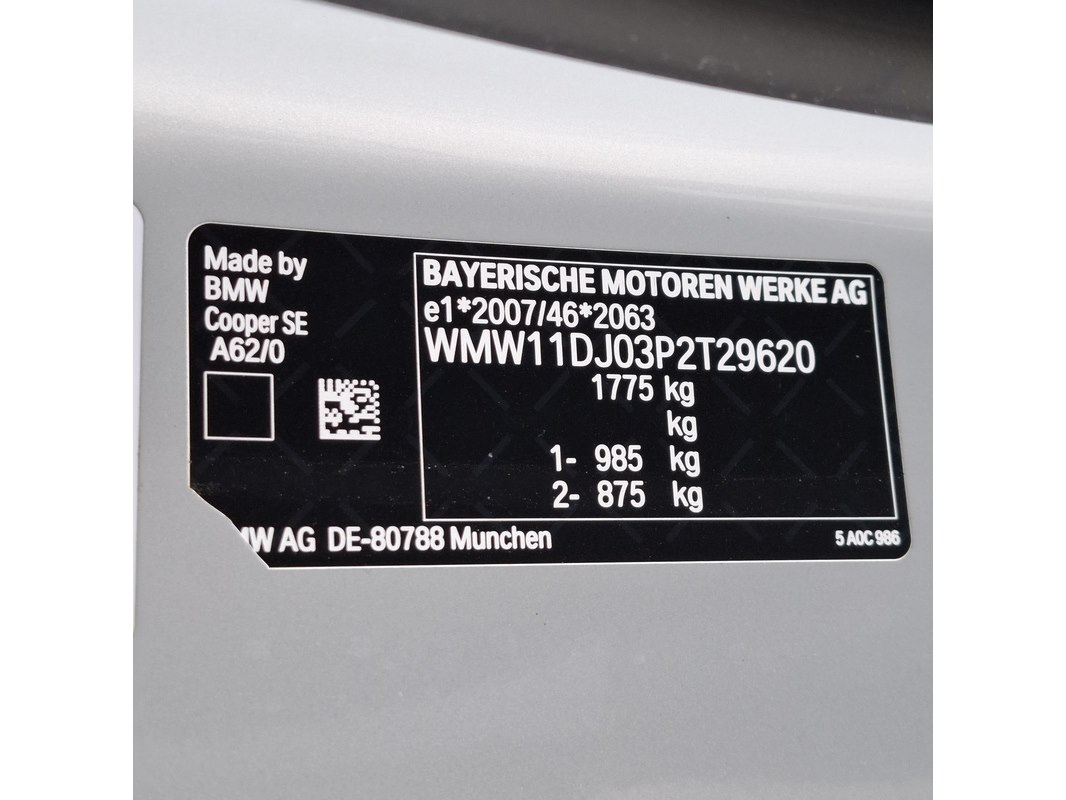 Made by
BMW
Cooper SE
A62/0
BAYERISCHE MOTOREN WERKE AG
e1*2007/46*2063
WMW11DJ03P2T29620
1775 kg
kg
1- 985 kg
2- 875 kg
MW AG DE-80788 Munchen
5 A0C 986